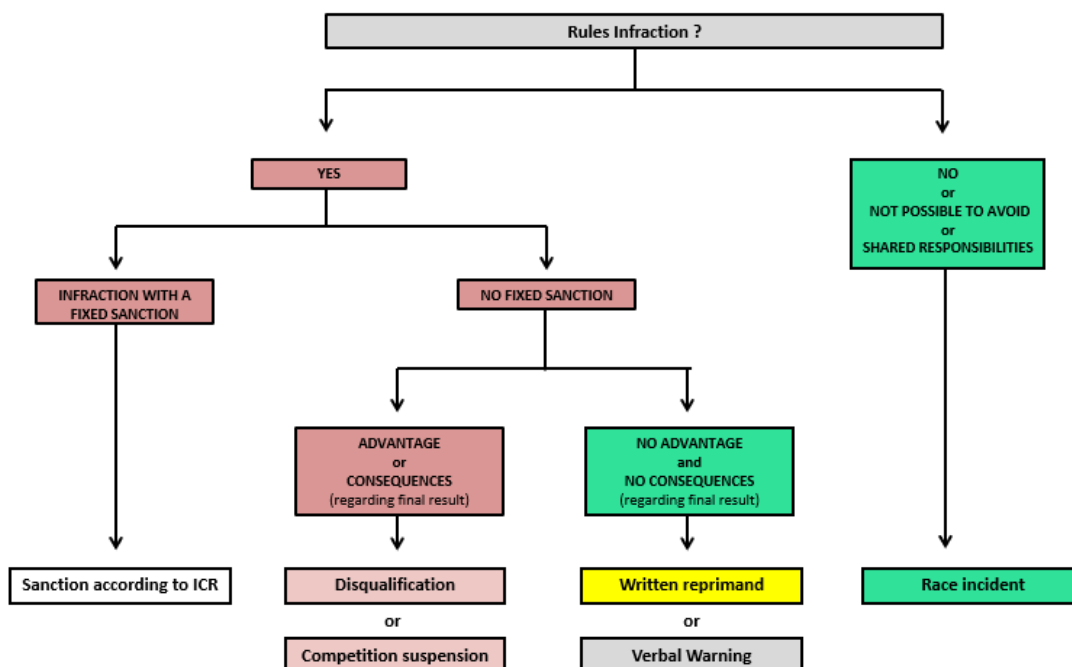 Rules Infraction ?
YES
NO
or
NOT POSSIBLE TO AVOID
or
SHARED RESPONSIBILITIES
INFRACTION WITH A
FIXED SANCTION
NO FIXED SANCTION
ADVANTAGE
or
CONSEQUENCES
(regarding final result)
NO ADVANTAGE
and
NO CONSEQUENCES
(regarding final result)
Sanction according to ICR
Disqualification
or
Competition suspension
Written reprimand
or
Verbal Warning
Race incident